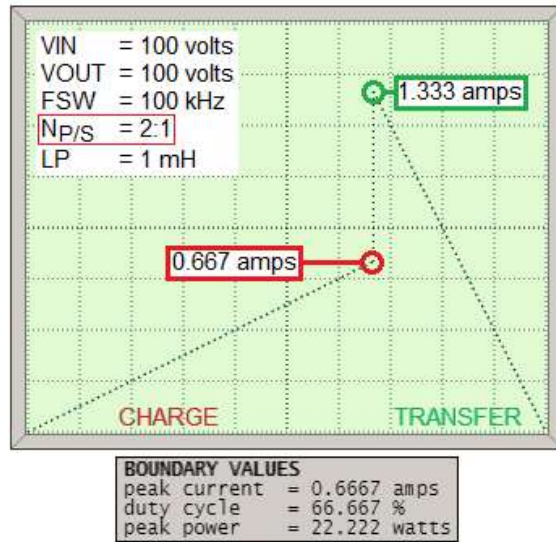 VIN = 100 volts
VOUT = 100 volts
FSW = 100 kHz
NP/S = 2:1
LP = 1 mH
1.333 amps
0.667 amps
CHARGE
TRANSFER
BOUNDARY VALUES
peak current = 0.6667 amps
duty cycle = 66.667 %
peak power = 22.222 watts